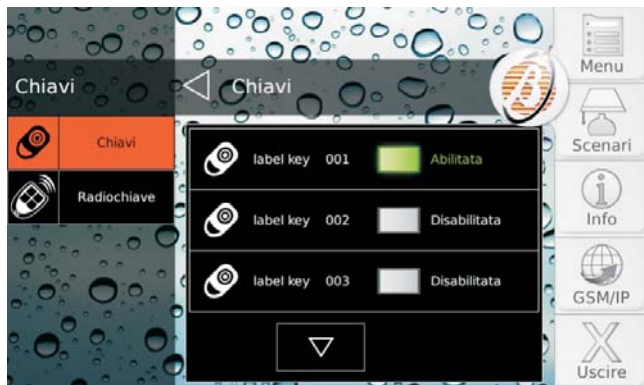 Chiavi
Chiavi
Chiavi
Radiochiave
label key 001 Abilitata
label key 002 Disabilitata
label key 003 Disabilitata
Menu
Scenari
Info
GSM/IP
Uscire